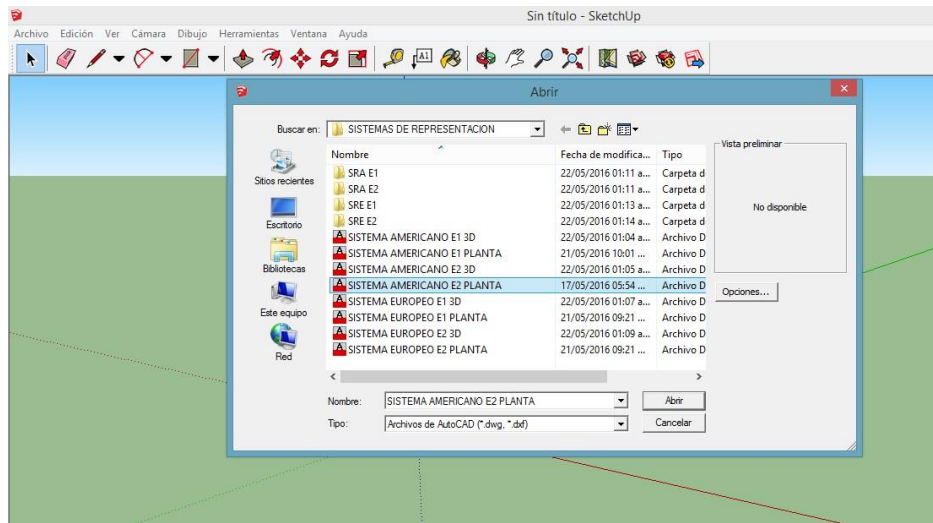 Sin título - SketchUp
Archivo Edición Ver Cámara Dibujo Herramientas Ventana Ayuda
A1
Abrir
Buscar en: SISTEMAS DE REPRESENTACION
Vista preliminar
Nombre Fecha de modifica... Tipo
SRA E1 22/05/2016 01:11 a... Carpeta d
SRA E2 22/05/2016 01:11 a... Carpeta d
SRE E1 22/05/2016 01:13 a... Carpeta d
SRE E2 22/05/2016 01:14 a... Carpeta d
SISTEMA AMERICANO E1 3D 22/05/2016 01:04 a... Archivo D
SISTEMA AMERICANO E1 PLANTA 21/05/2016 10:01 ... Archivo D
SISTEMA AMERICANO E2 3D 22/05/2016 01:05 a... Archivo D
SISTEMA AMERICANO E2 PLANTA 17/05/2016 05:54 ... Archivo D
SISTEMA EUROPEO E1 3D 22/05/2016 01:07 a... Archivo D
SISTEMA EUROPEO E1 PLANTA 21/05/2016 09:21 ... Archivo D
SISTEMA EUROPEO E2 3D 22/05/2016 01:09 a... Archivo D
SISTEMA EUROPEO E2 PLANTA 21/05/2016 09:21 ... Archivo D
Sitios recientes
Escritorio
Bibliotecas
Este equipo
Red
No disponible
Opciones...
Nombre: SISTEMA AMERICANO E2 PLANTA Abrir
Tipo: Archivos de AutoCAD (*.dwg, *.dxf) Cancelar